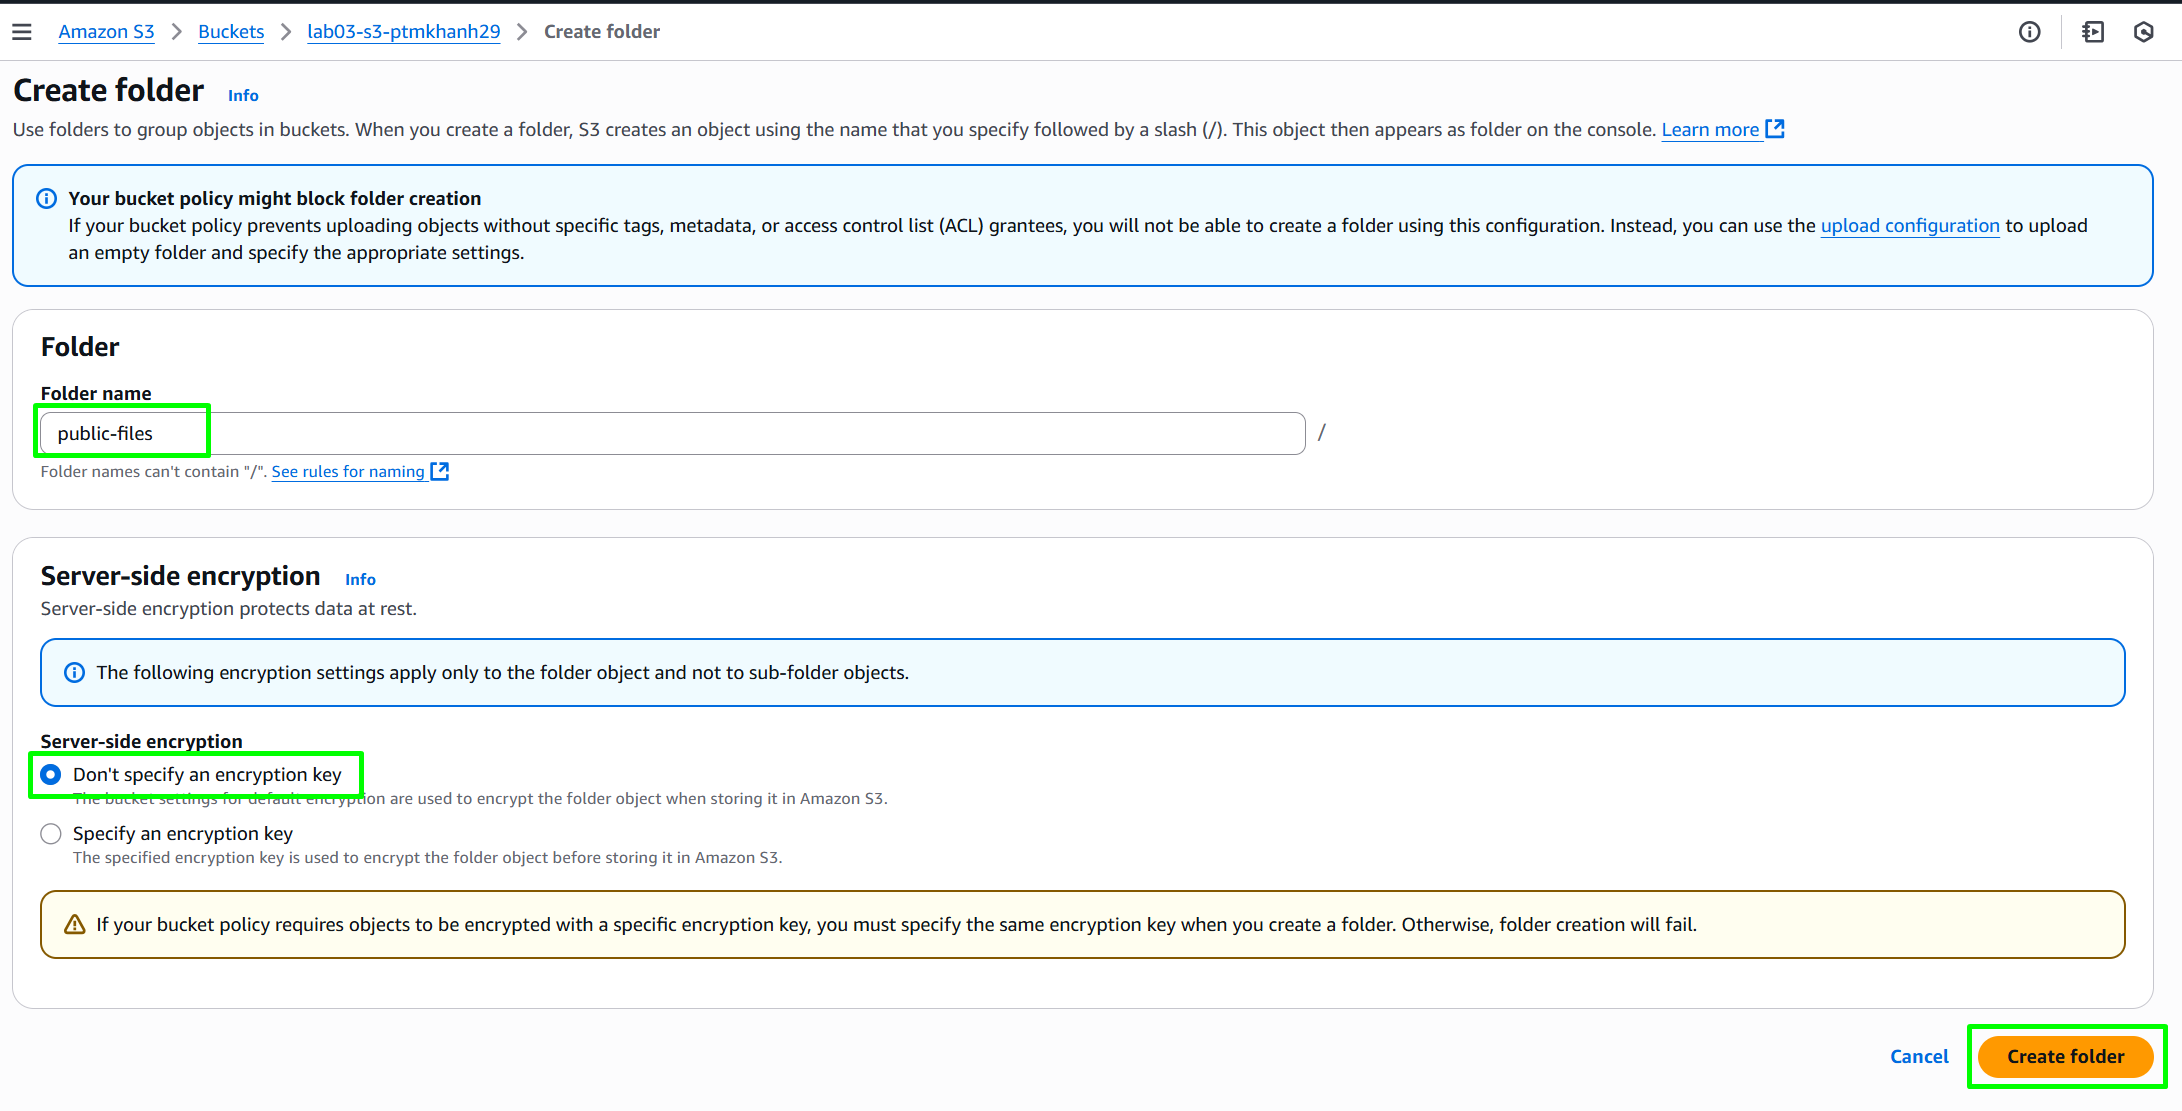 Amazon S3 > Buckets > lab03-s3-ptmkhanh29 > Create folder
Create folder Info
Use folders to group objects in buckets. When you create a folder, S3 creates an object using the name that you specify followed by a slash (/). This object then appears as folder on the console. Learn more
Your bucket policy might block folder creation
If your bucket policy prevents uploading objects without specific tags, metadata, or access control list (ACL) grantees, you will not be able to create a folder using this configuration. Instead, you can use the upload configuration to upload
an empty folder and specify the appropriate settings.
Folder
Folder name
public-files /
Folder names can't contain "/". See rules for naming
Server-side encryption Info
Server-side encryption protects data at rest.
The following encryption settings apply only to the folder object and not to sub-folder objects.
Server-side encryption
Don't specify an encryption key
The bucket settings for default encryption are used to encrypt the folder object when storing it in Amazon S3.
Specify an encryption key
The specified encryption key is used to encrypt the folder object before storing it in Amazon S3.
If your bucket policy requires objects to be encrypted with a specific encryption key, you must specify the same encryption key when you create a folder. Otherwise, folder creation will fail.
Cancel Create folder